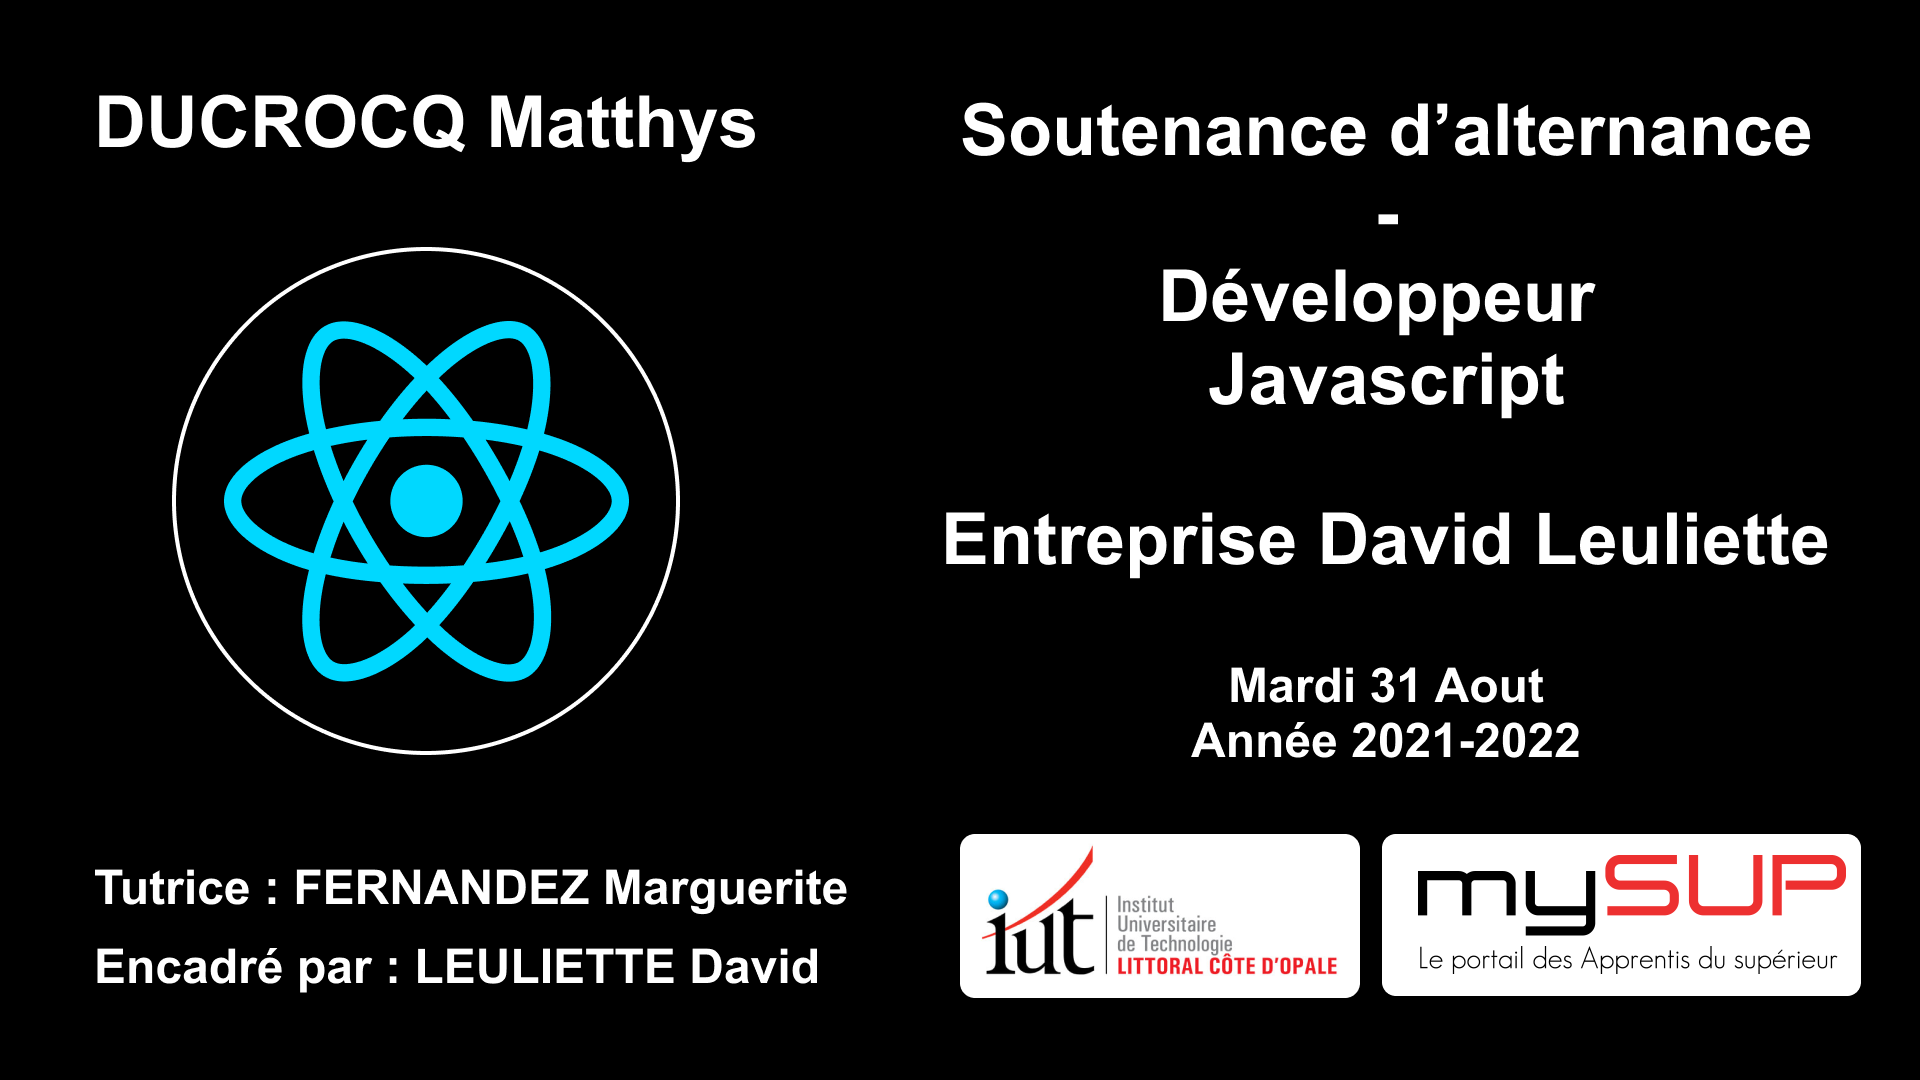 DUCROCQ Matthys
Soutenance d’alternance
-
Développeur
Javascript
Entreprise David Leuliette
Mardi 31 Aout
Année 2021-2022
Tutrice : FERNANDEZ Marguerite
Encadré par : LEULIETTE David
iut
Institut
Universitaire
de Technologie
LITTORAL CÔTE D'OPALE
mySUP
Le portail des Apprentis du supérieur